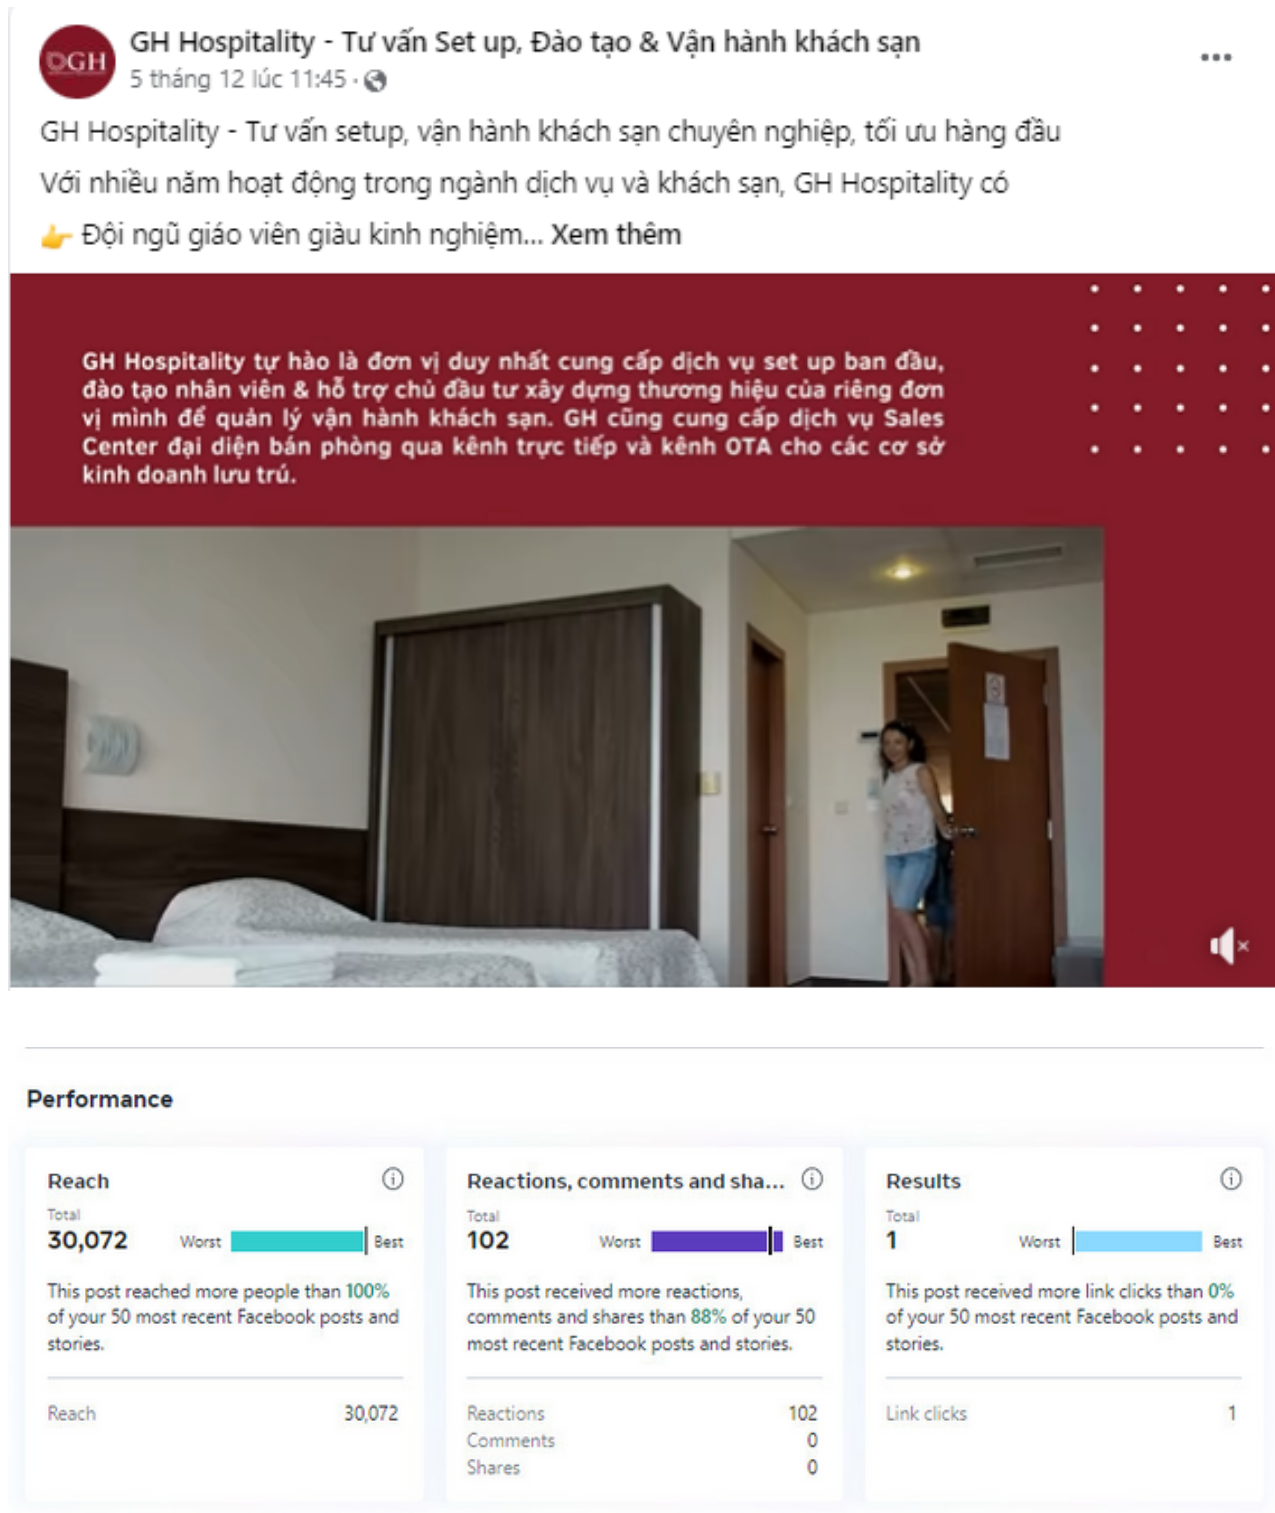 GH Hospitality - Tư vấn Set up, Đào tạo & Vận hành khách sạn
GH
5 tháng 12 lúc 11:45 ·
GH Hospitality - Tư vấn setup, vận hành khách sạn chuyên nghiệp, tối ưu hàng đầu
Với nhiều năm hoạt động trong ngành dịch vụ và khách sạn, GH Hospitality có
👉 Đội ngũ giáo viên giàu kinh nghiệm... Xem thêm
GH Hospitality tự hào là đơn vị duy nhất cung cấp dịch vụ set up ban đầu,
đào tạo nhân viên & hỗ trợ chủ đầu tư xây dựng thương hiệu của riêng đơn
vị mình để quản lý vận hành khách sạn. GH cũng cung cấp dịch vụ Sales
Center đại diện bán phòng qua kênh trực tiếp và kênh OTA cho các cơ sở
kinh doanh lưu trú.
Performance
Reach
Total
30,072 Worst Best
This post reached more people than 100%
of your 50 most recent Facebook posts and
stories.
Reach 30,072
Reactions, comments and sha...
Total
102 Worst Best
This post received more reactions,
comments and shares than 88% of your 50
most recent Facebook posts and stories.
Reactions 102
Comments 0
Shares 0
Results
Total
1 Worst Best
This post received more link clicks than 0%
of your 50 most recent Facebook posts and
stories.
Link clicks 1